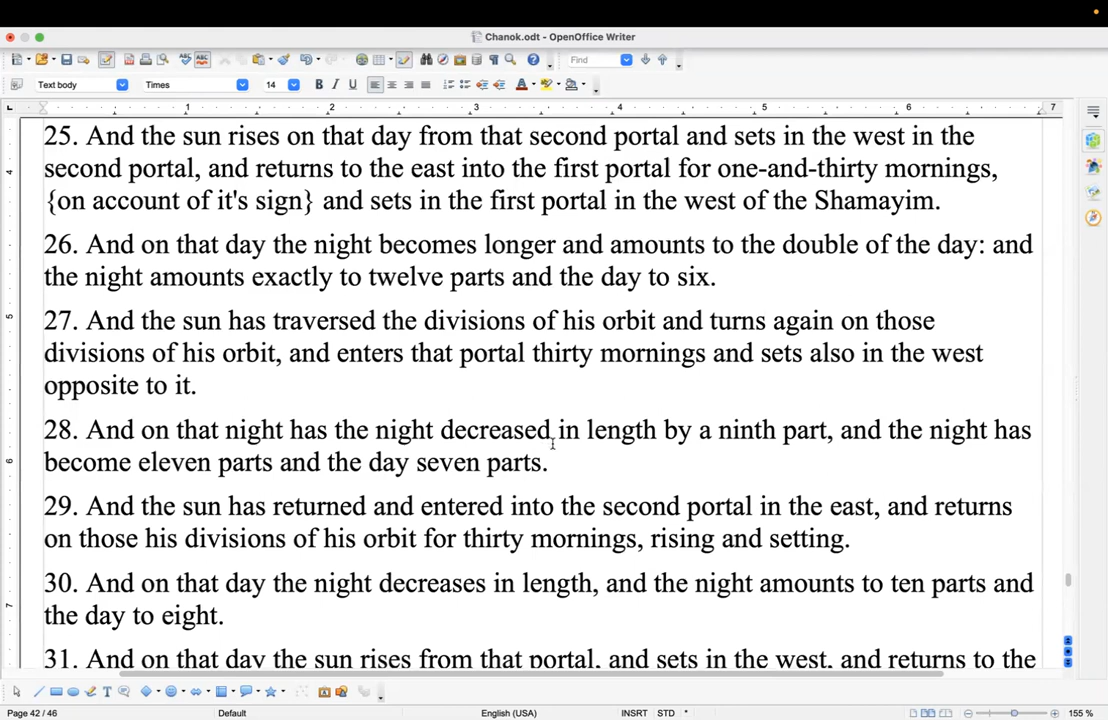 Chanok.odt - OpenOffice Writer
Find
Text body
Times
14
1 2 3 4 5 6 7
25. And the sun rises on that day from that second portal and sets in the west in the
second portal, and returns to the east into the first portal for one-and-thirty mornings,
{on account of it's sign} and sets in the first portal in the west of the Shamayim.
26. And on that day the night becomes longer and amounts to the double of the day: and
the night amounts exactly to twelve parts and the day to six.
27. And the sun has traversed the divisions of his orbit and turns again on those
divisions of his orbit, and enters that portal thirty mornings and sets also in the west
opposite to it.
28. And on that night has the night decreased in length by a ninth part, and the night has
become eleven parts and the day seven parts.
29. And the sun has returned and entered into the second portal in the east, and returns
on those his divisions of his orbit for thirty mornings, rising and setting.
30. And on that day the night decreases in length, and the night amounts to ten parts and
the day to eight.
31. And on that day the sun rises from that portal, and sets in the west, and returns to the
Page 42 / 46 Default English (USA) INSRT STD * 155 %